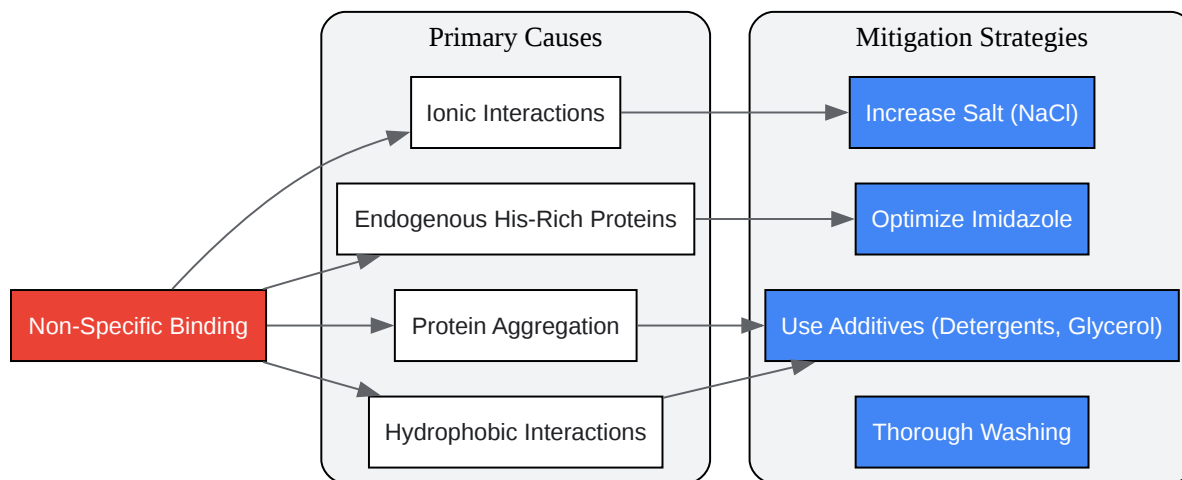 Primary Causes
Mitigation Strategies
Ionic Interactions
Increase Salt (NaCl)
Endogenous His-Rich Proteins
Optimize Imidazole
Non-Specific Binding
Protein Aggregation
Use Additives (Detergents, Glycerol)
Hydrophobic Interactions
Thorough Washing